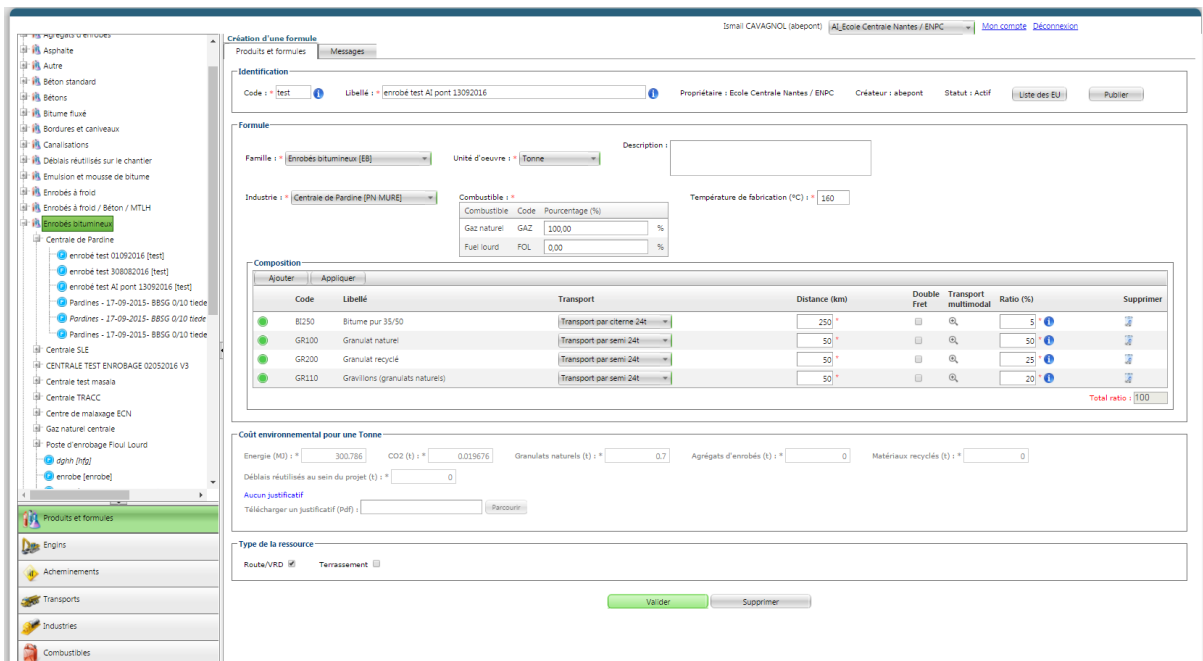 Ismail CAVAGNOL (abepont) AI_Ecole Centrale Nantes / ENPC Mon compte Déconnexion
Agrégats d'enrobés
Asphalte
Autre
Béton standard
Bétons
Bitume fluxé
Bordures et caniveaux
Canalisations
Déblais réutilisés sur le chantier
Emulsion et mousse de bitume
Enrobés à froid
Enrobés à froid / Béton / MTLH
Enrobés bitumineux
Centrale de Pardine
enrobé test 01092016 [test]
enrobé test 308082016 [test]
enrobé test AI pont 13092016 [test]
Pardines - 17-09-2015- BBSG 0/10 tiede
Pardines - 17-09-2015- BBSG 0/10 tiede
Pardines - 17-09-2015- BBSG 0/10 tiede
Centrale SLE
CENTRALE TEST ENROBAGE 02052016 V3
Centrale test masaia
Centrale TRACC
Centre de malaxage ECN
Gaz naturel centrale
Poste d'enrobage Fioul Lourd
dghh [hfg]
enrobe [enrobe]
Produits et formules
Engins
Acheminements
Transports
Industries
Combustibles
Création d'une formule
Produits et formules Messages
Identification
Code : * test Libellé : * enrobé test AI pont 13092016 Propriétaire : Ecole Centrale Nantes / ENPC Créateur : abepont Statut : Actif Liste des EU Publier
Formule
Description :
Famille : * Enrobés bitumineux [EB] Unité d'oeuvre : * Tonne
Industrie : * Centrale de Pardine [PN MURE] Combustible : * Température de fabrication (°C) : * 160
Combustible Code Pourcentage (%)
Gaz naturel GAZ 100,00 %
Fuel lourd FOL 0,00 %
Composition
Ajouter Appliquer
Code Libellé Transport Distance (km) Double Fret Transport multimodal Ratio (%) Supprimer
BI250 Bitume pur 35/50 Transport par citerne 24t 250 * 5 *
GR100 Granulat naturel Transport par semi 24t 50 * 50 *
GR200 Granulat recyclé Transport par semi 24t 50 * 25 *
GR110 Gravillons (granulats naturels) Transport par semi 24t 50 * 20 *
Total ratio : 100
Coût environnemental pour une Tonne
Energie (MJ) : * 300.786 CO2 (t) : * 0.019676 Granulats naturels (t) : * 0.7 Agrégats d'enrobés (t) : * 0 Matériaux recyclés (t) : * 0
Déblais réutilisés au sein du projet (t) : * 0
Aucun justificatif
Télécharger un justificatif (Pdf) : Parcourir
Type de la ressource
Route/VRD Terrassement
Valider Supprimer